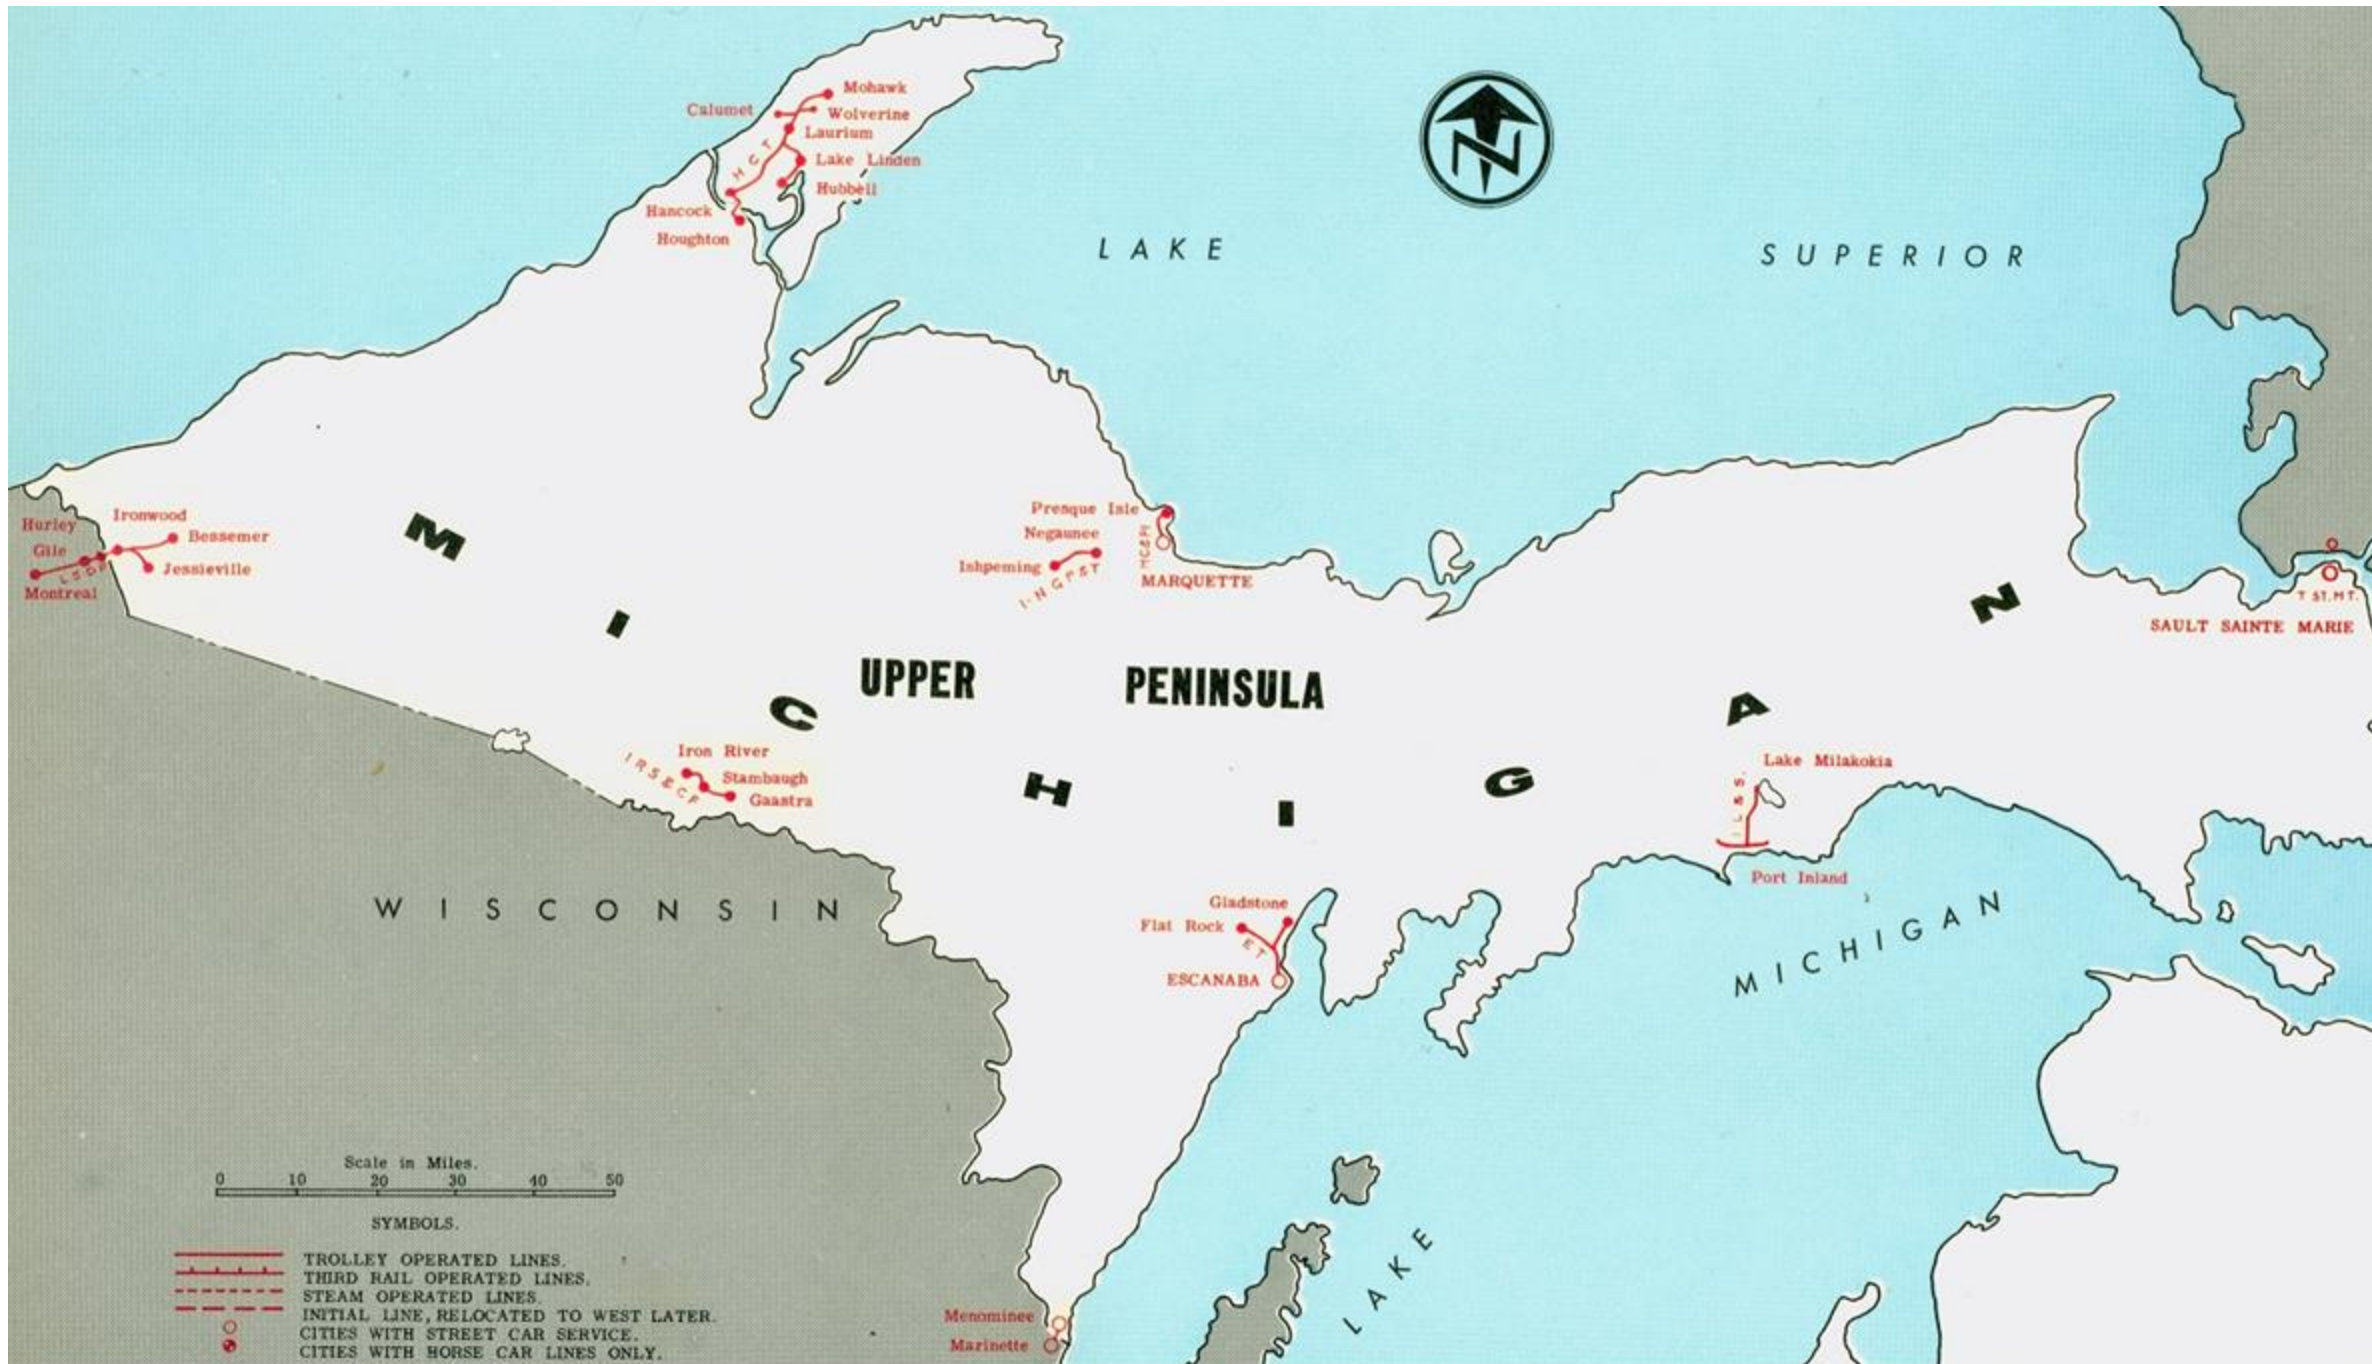 Mohawk
Calumet
Wolverine
Laurium
H C T
Lake Linden
Hubbell
Hancock
Houghton
N
LAKE
SUPERIOR
Presque Isle
Negaunee
Ishpeming
MARQUETTE
Hurley
Ironwood
Bessemer
Gile
Jessieville
Montreal
SAULT SAINTE MARIE
MICHIGAN
UPPER PENINSULA
Iron River
Stambaugh
Gaastra
I R S & C F
Lake Milakokia
Port Inland
WISCONSIN
Gladstone
Flat Rock
E T
ESCANABA
LAKE
MICHIGAN
Menominee
Marinette
Scale in Miles.
0 10 20 30 40 50
SYMBOLS.
TROLLEY OPERATED LINES.
THIRD RAIL OPERATED LINES.
STEAM OPERATED LINES.
INITIAL LINE, RELOCATED TO WEST LATER.
CITIES WITH STREET CAR SERVICE.
CITIES WITH HORSE CAR LINES ONLY.